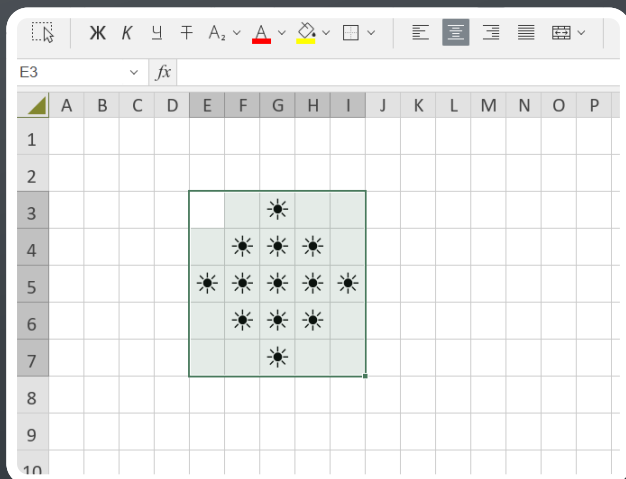 Ж К Ч Т A₂ A
E3 fx
A B C D E F G H I J K L M N O P
1
2
3 ☀
4 ☀ ☀ ☀
5 ☀ ☀ ☀ ☀ ☀
6 ☀ ☀ ☀
7 ☀
8
9
10